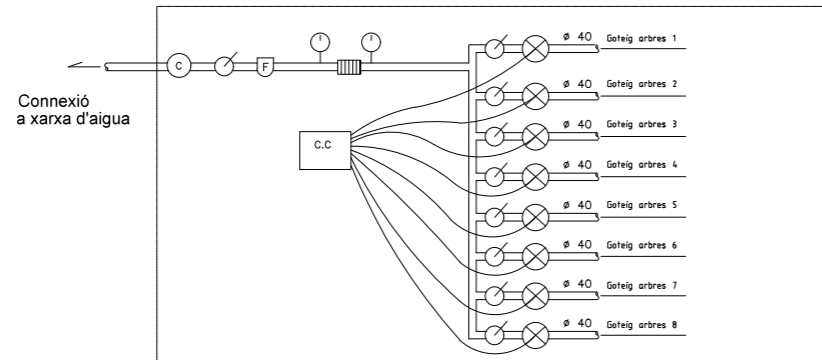 ø 40 Goteig arbres 1
C
F
Connexió
a xarxa d'aigua
ø 40 Goteig arbres 2
ø 40 Goteig arbres 3
C.C
ø 40 Goteig arbres 4
ø 40 Goteig arbres 5
ø 40 Goteig arbres 6
ø 40 Goteig arbres 7
ø 40 Goteig arbres 8